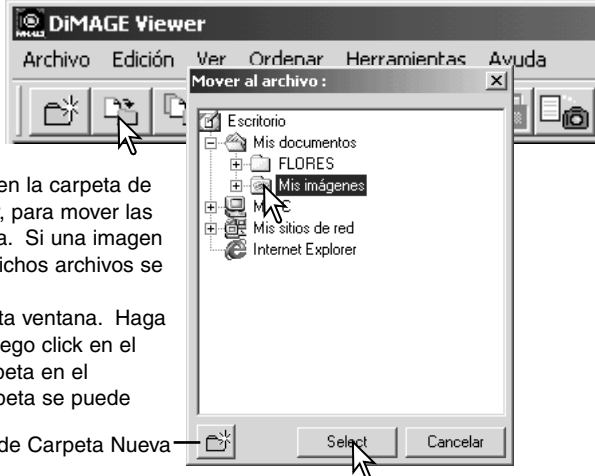 DiMAGE Viewer
Archivo Edición Ver Ordenar Herramientas Ayuda
Mover al archivo :
Escritorio
Mis documentos
FLORES
Mis imágenes
Mis sitios de red
Internet Explorer
en la carpeta de
, para mover las
a. Si una imagen
ichos archivos se
ta ventana. Haga
ego click en el
peta en el
peta se puede
de Carpeta Nueva
Select Cancelar